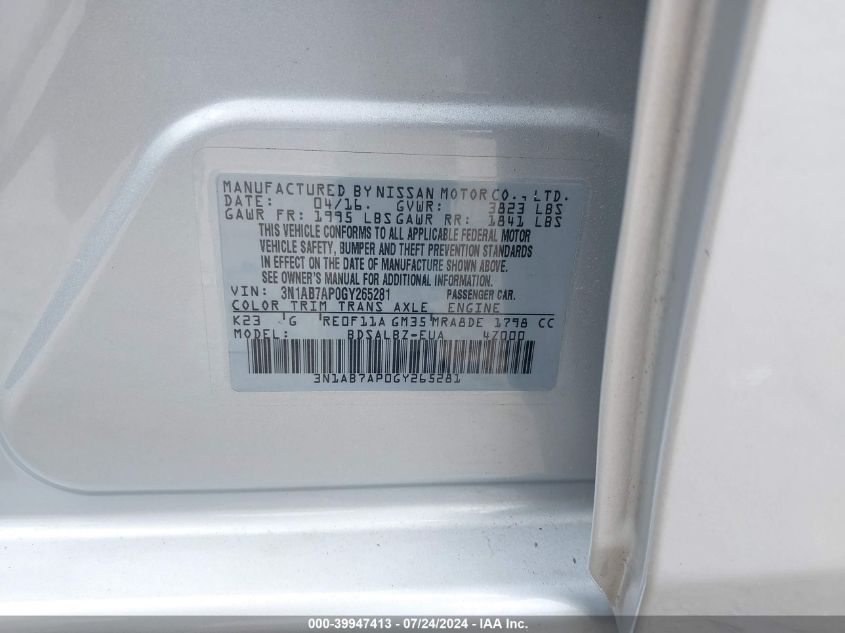 MANUFACTURED BY NISSAN MOTOR CO., LTD.
DATE: 04/16. GVWR: 3823 LBS
GAWR FR: 1995 LBS GAWR RR: 1841 LBS
THIS VEHICLE CONFORMS TO ALL APPLICABLE FEDERAL MOTOR
VEHICLE SAFETY, BUMPER AND THEFT PREVENTION STANDARDS
IN EFFECT ON THE DATE OF MANUFACTURE SHOWN ABOVE.
SEE OWNER'S MANUAL FOR ADDITIONAL INFORMATION.
VIN: 3N1AB7AP0GY265281 PASSENGER CAR.
COLOR TRIM TRANS AXLE ENGINE
K23 G RE0F11A GM35 MRA8DE 1798 CC
MODEL: BDSALBZ-EUA 4Z000
3N1AB7AP0GY265281
000-39947413 - 07/24/2024 - IAA Inc.